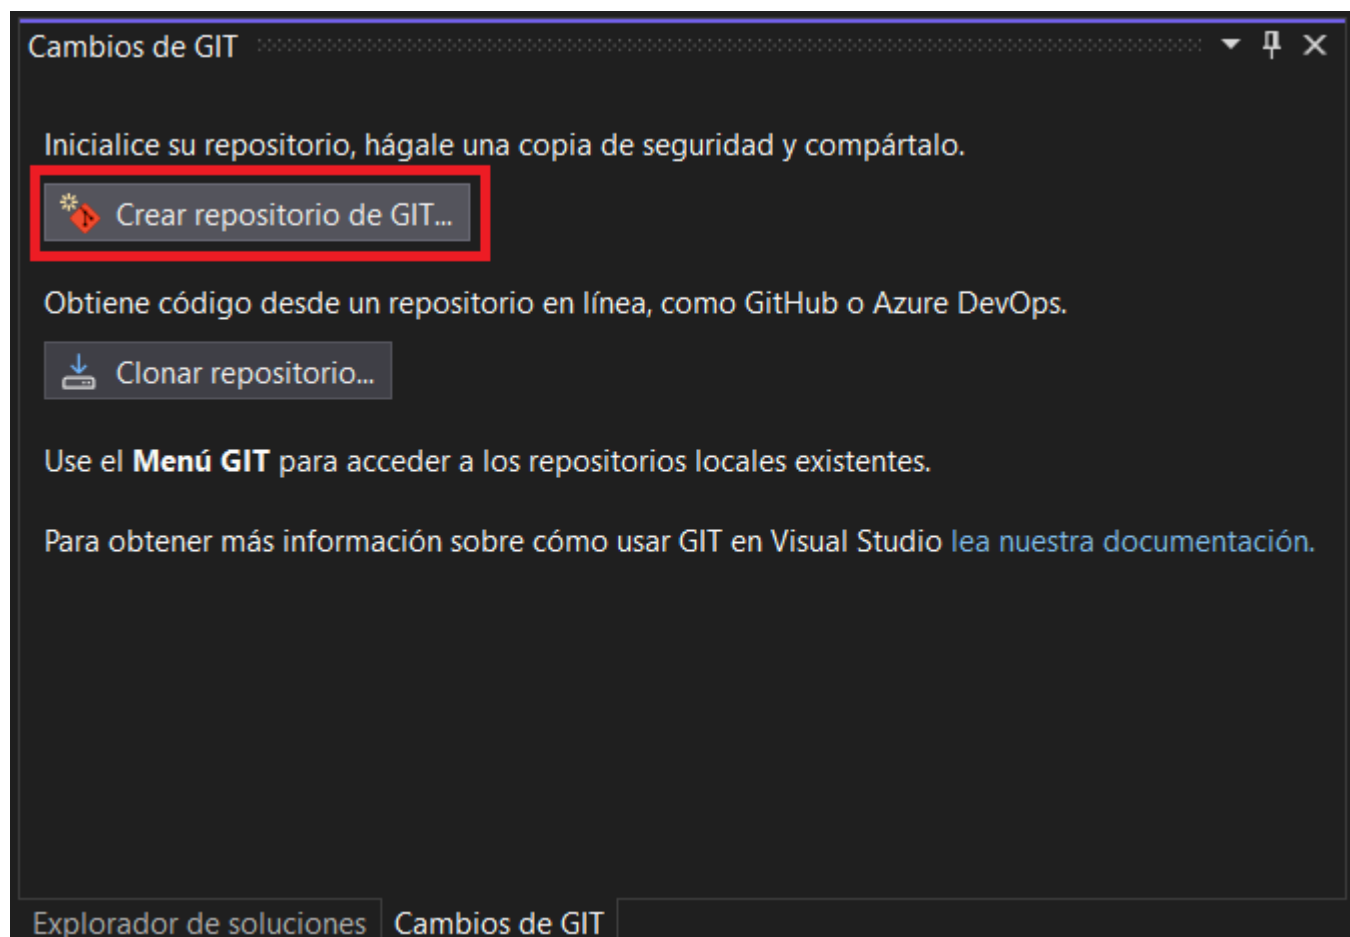 Cambios de GIT
Inicialice su repositorio, hágale una copia de seguridad y compártalo.
Crear repositorio de GIT...
Obtiene código desde un repositorio en línea, como GitHub o Azure DevOps.
Clonar repositorio...
Use el Menú GIT para acceder a los repositorios locales existentes.
Para obtener más información sobre cómo usar GIT en Visual Studio lea nuestra documentación.
Explorador de soluciones Cambios de GIT